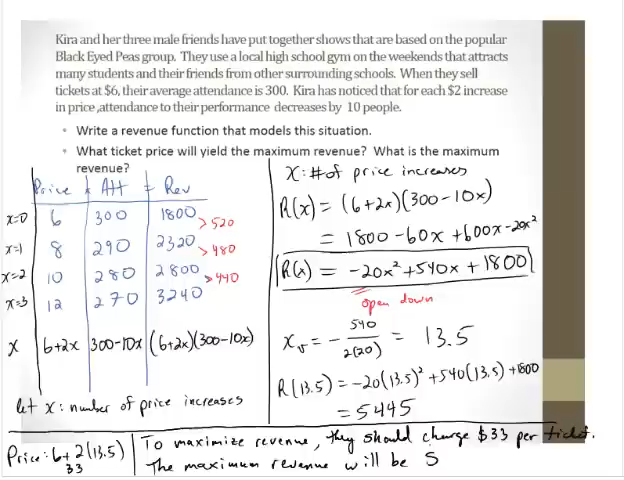 Kira and her three male friends have put together shows that are based on the popular
Black Eyed Peas group. They use a local high school gym on the weekends that attracts
many students and their friends from other surrounding schools. When they sell
tickets at $6, their average attendance is 300. Kira has noticed that for each $2 increase
in price ,attendance to their performance decreases by 10 people.
• Write a revenue function that models this situation.
• What ticket price will yield the maximum revenue? What is the maximum
revenue?
Price x Att = Rev
x=0 6 300 1800
>520
x=1 8 290 2320
>480
x=2 10 280 2800
>440
x=3 12 270 3240
x 6+2x 300-10x (6+2x)(300-10x)
let x: number of price increases
x: # of price increases
R(x) = (6+2x)(300-10x)
= 1800-60x+600x-20x²
R(x) = -20x²+540x+1800
open down
xᵥ = - 540/2(20) = 13.5
R(13.5) = -20(13.5)²+540(13.5)+1800
= 5445
Price: 6+2(13.5)
33
To maximize revenue, they should charge $33 per ticket.
The maximum revenue will be 5